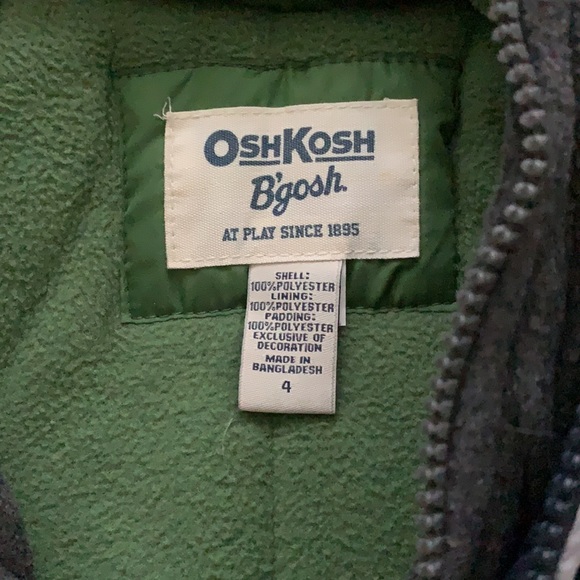 OSHKOSH
B'gosh.
AT PLAY SINCE 1895
SHELL:
100%POLYESTER
LINING:
100%POLYESTER
PADDING:
100%POLYESTER
EXCLUSIVE OF
DECORATION
MADE IN
BANGLADESH
4